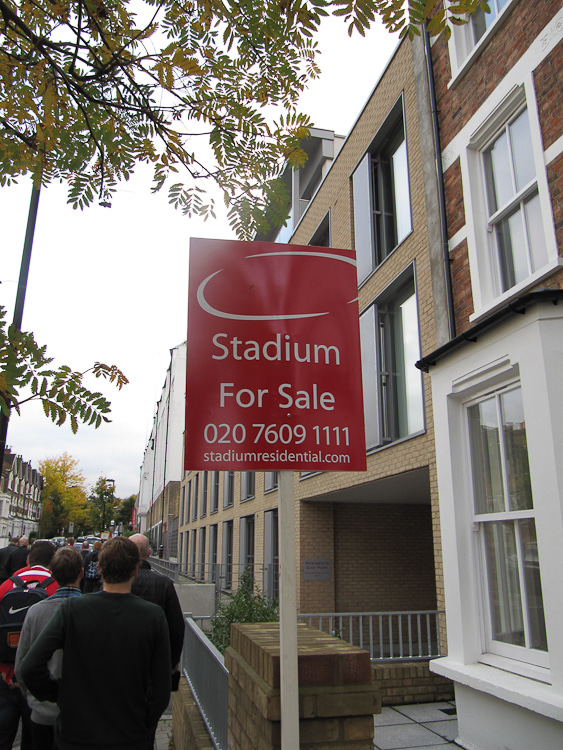 Stadium
For Sale
020 7609 1111
stadiumresidential.com